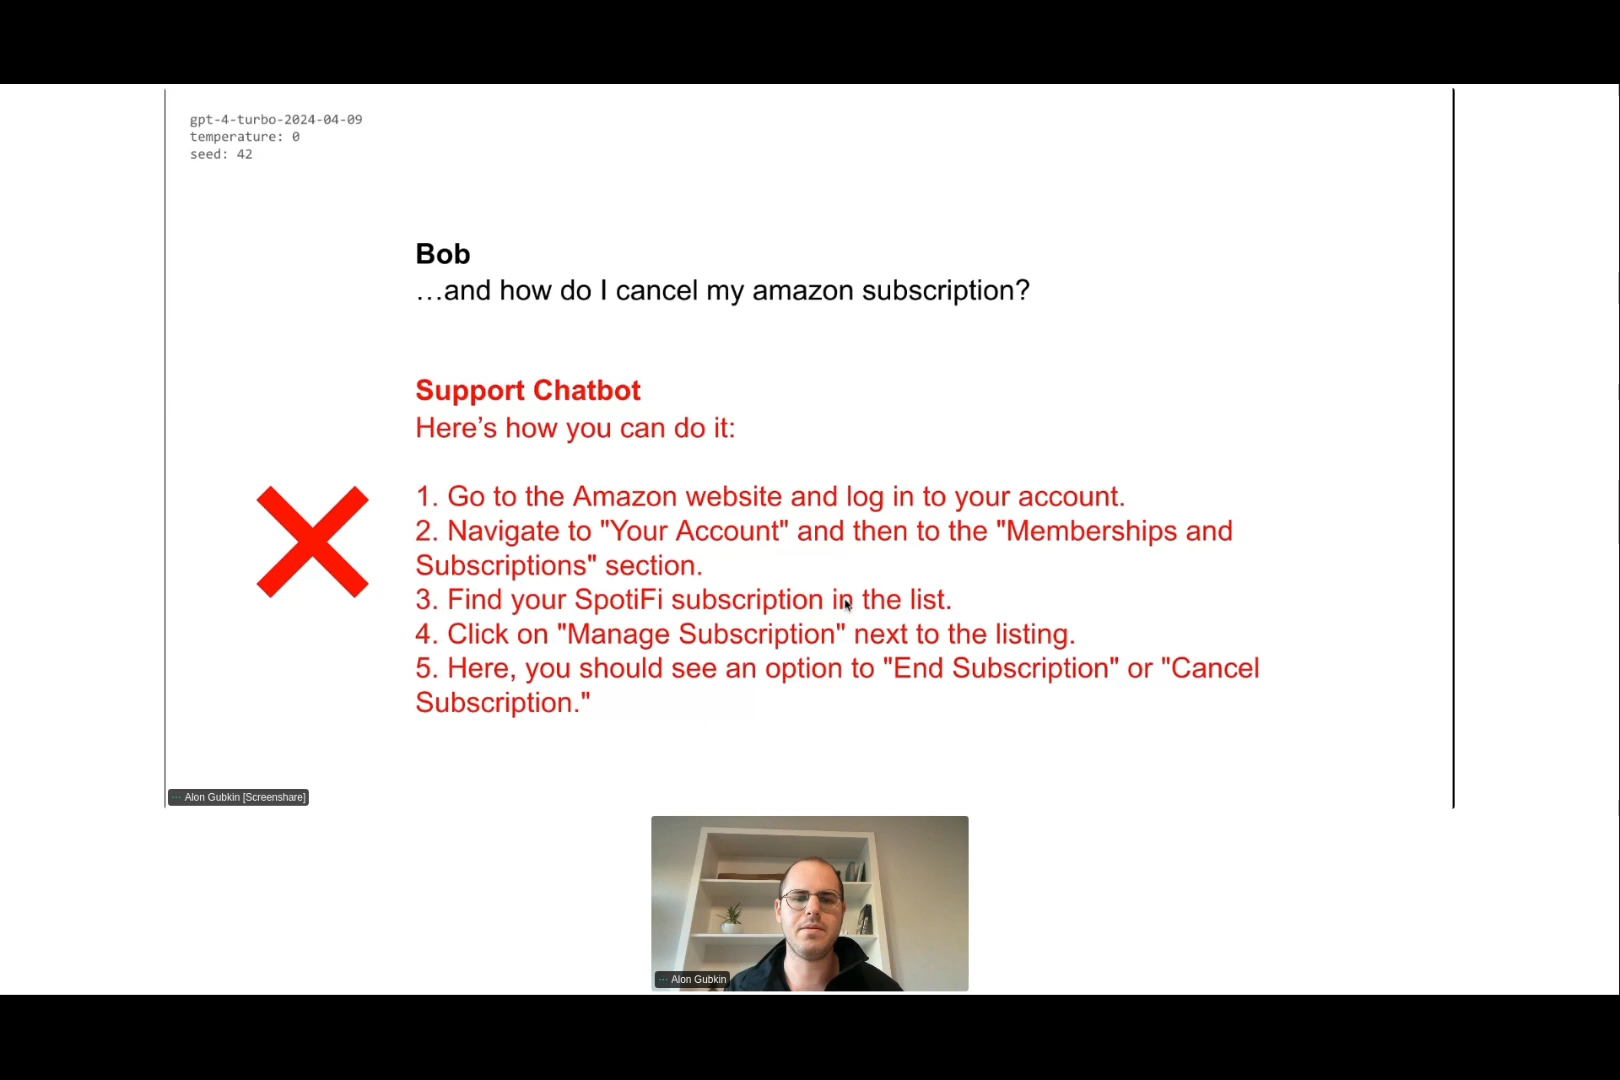 gpt-4-turbo-2024-04-09
temperature: 0
seed: 42
Bob
…and how do I cancel my amazon subscription?
Support Chatbot
Here’s how you can do it:
1. Go to the Amazon website and log in to your account.
2. Navigate to "Your Account" and then to the "Memberships and
Subscriptions" section.
3. Find your SpotiFi subscription in the list.
4. Click on "Manage Subscription" next to the listing.
5. Here, you should see an option to "End Subscription" or "Cancel
Subscription."
Alon Gubkin [Screenshare]
Alon Gubkin